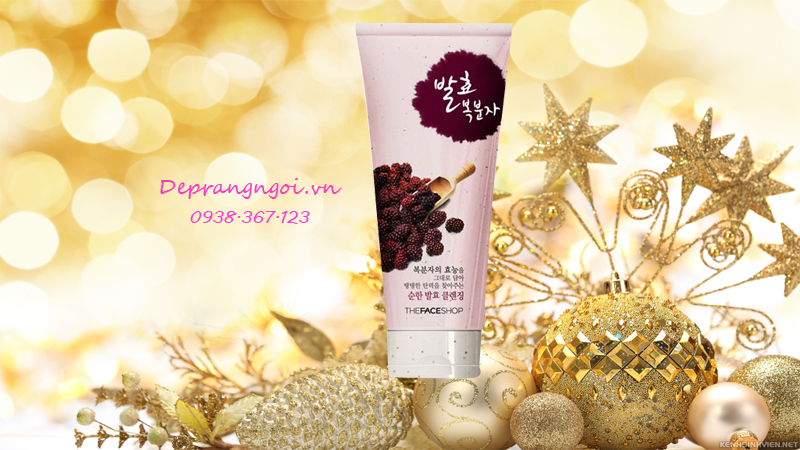 발효
복분자
Deprangngoi.vn
0938·367·123
복분자의 효능을
그대로 담아
탱탱한 탄력을 찾아주는
순한 발효 클렌징
THEFACESHOP
KENHSINHVIEN.NET